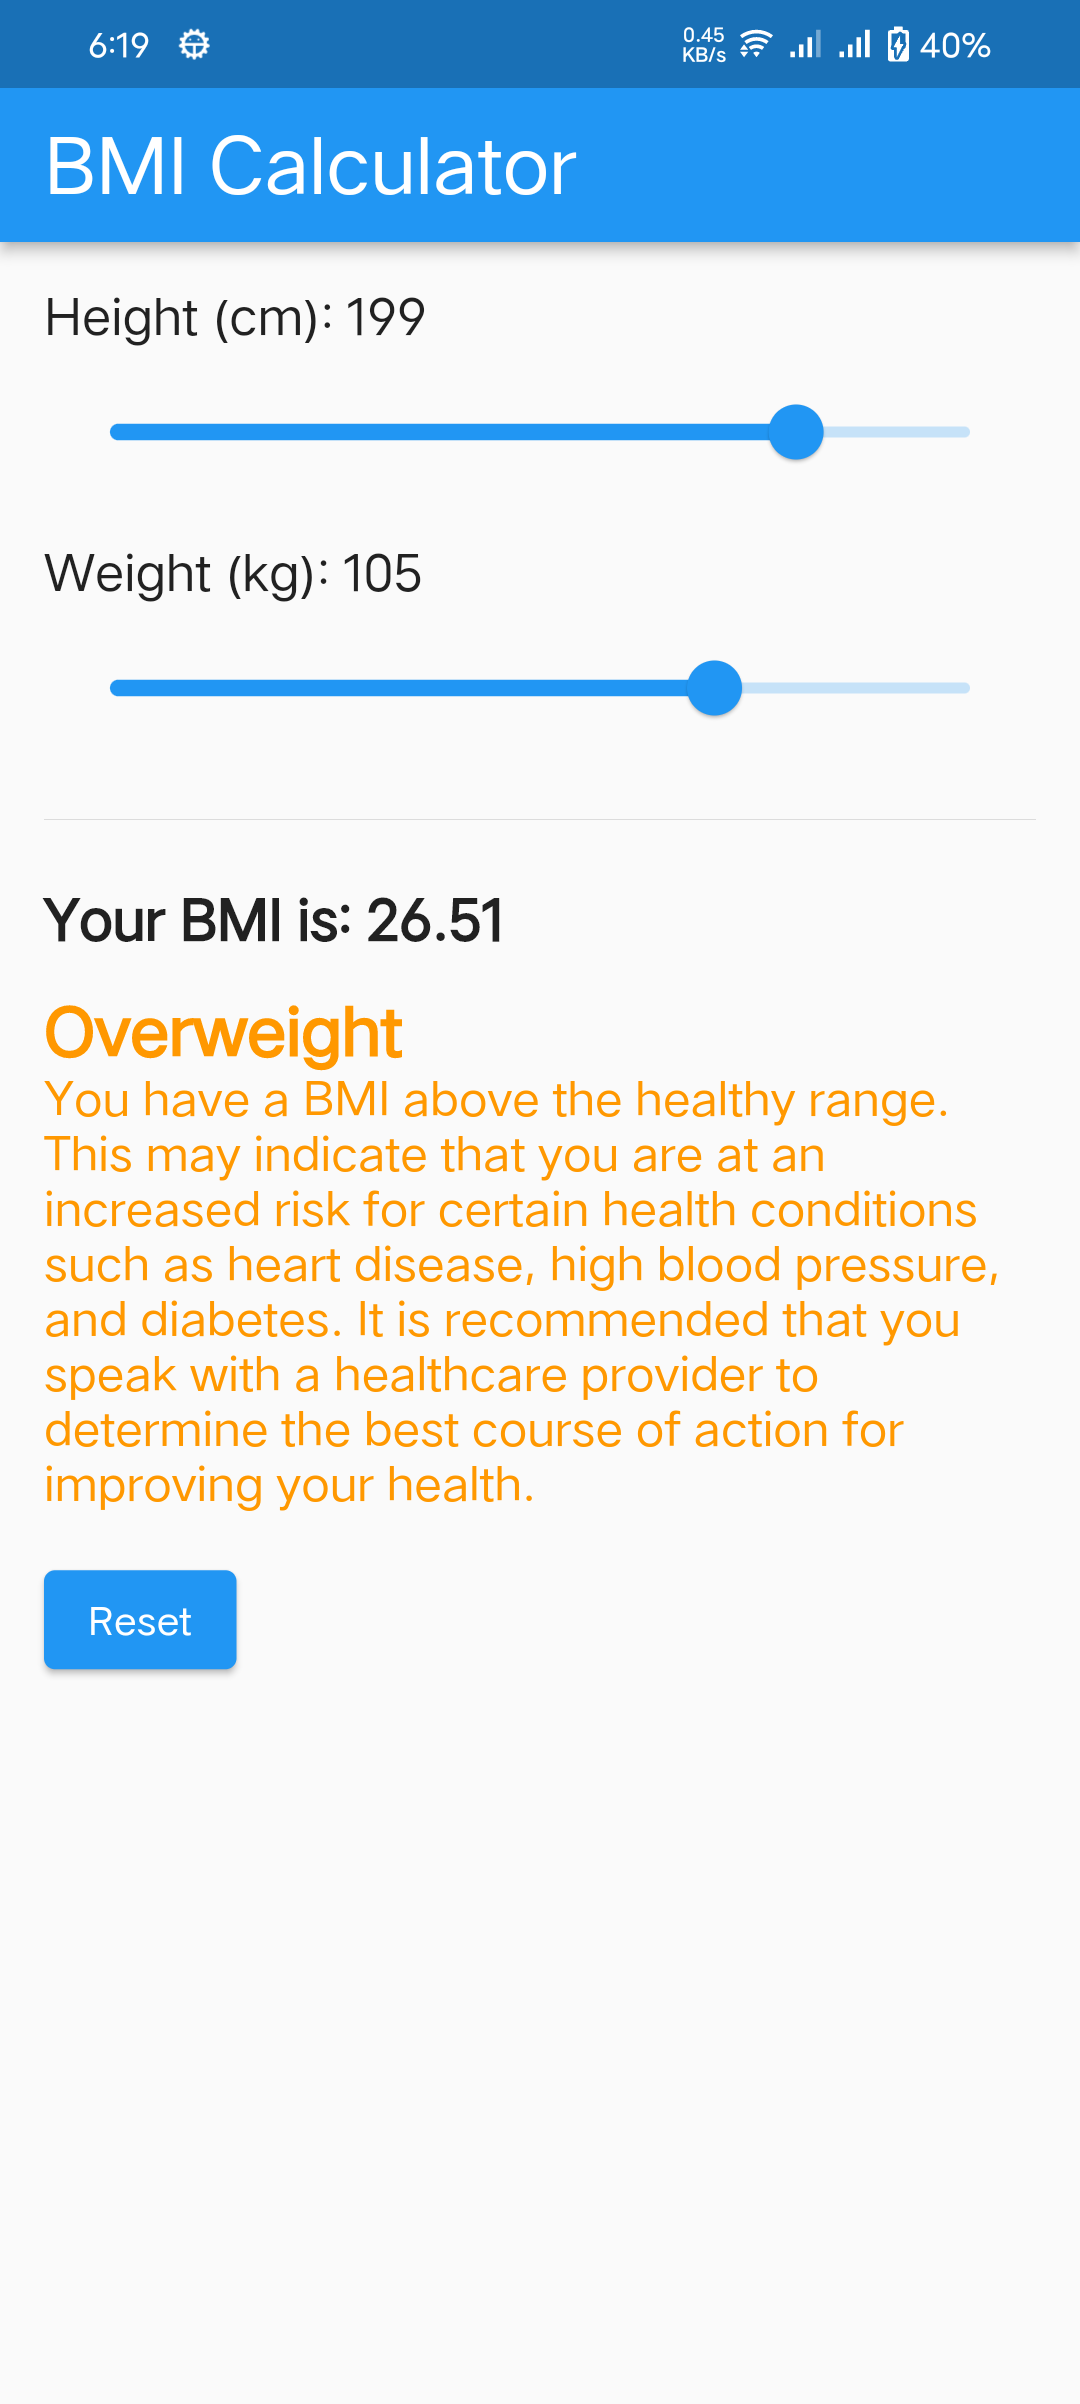 6:19 0.45 KB/s 40%
BMI Calculator
Height (cm): 199
Weight (kg): 105
Your BMI is: 26.51
Overweight
You have a BMI above the healthy range.
This may indicate that you are at an
increased risk for certain health conditions
such as heart disease, high blood pressure,
and diabetes. It is recommended that you
speak with a healthcare provider to
determine the best course of action for
improving your health.
Reset